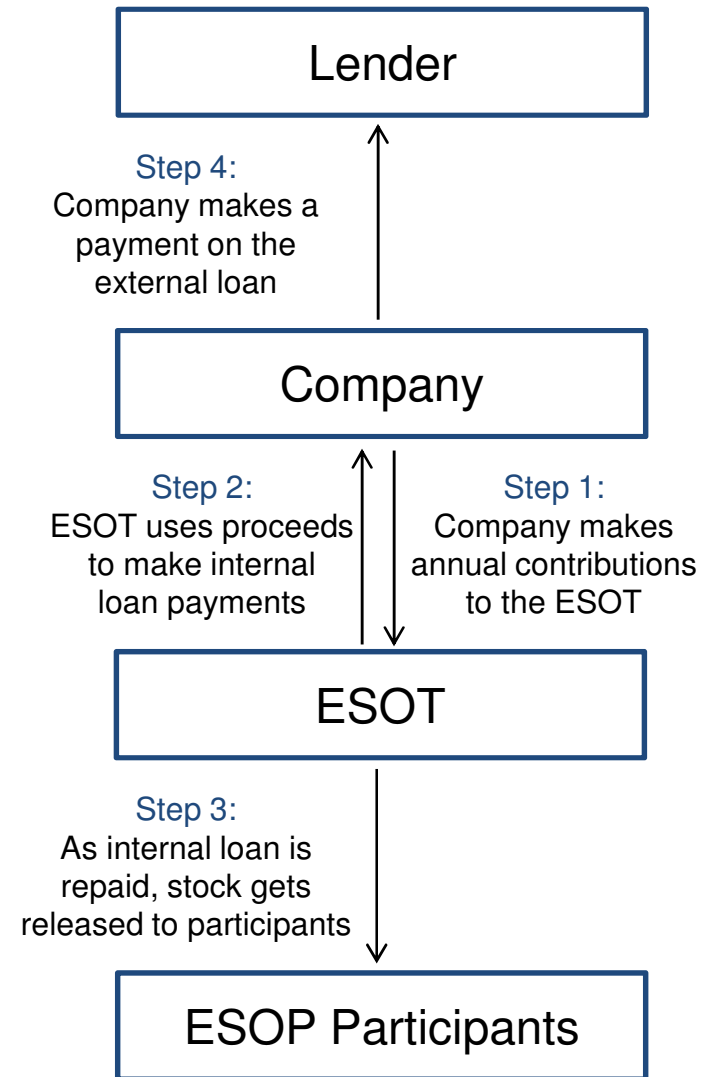 Lender
Step 4:
Company makes a
payment on the
external loan
Company
Step 2:
ESOT uses proceeds
to make internal
loan payments
Step 1:
Company makes
annual contributions
to the ESOT
ESOT
Step 3:
As internal loan is
repaid, stock gets
released to participants
ESOP Participants